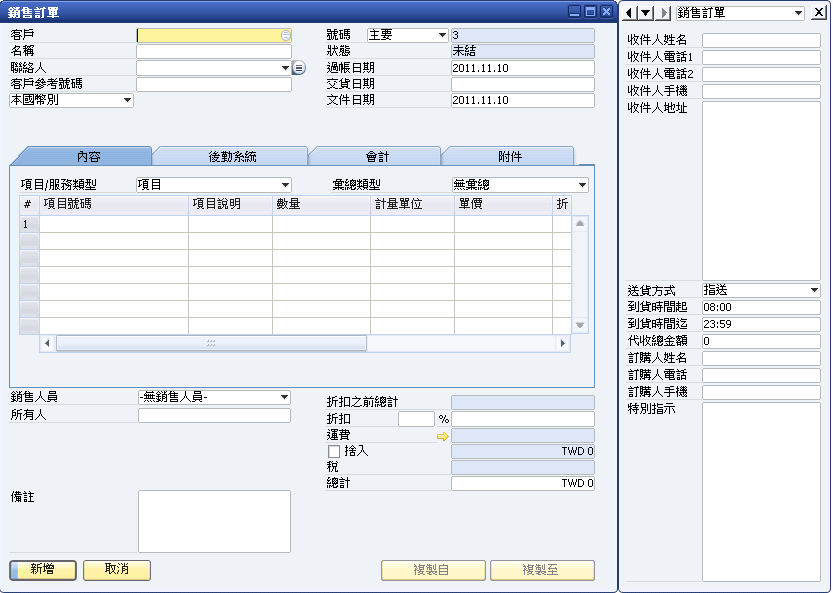 銷售訂單
客戶
名稱
聯絡人
客戶參考號碼
本國幣別
號碼 主要 3
狀態 未結
過帳日期 2011.11.10
交貨日期
文件日期 2011.11.10
內容 後勤系統 會計 附件
項目/服務類型 項目 彙總類型 無彙總
# 項目號碼 項目說明 數量 計量單位 單價 折
1
銷售人員 -無銷售人員-
所有人
備註
折扣之前總計
折扣 %
運費
捨入 TWD 0
稅
總計 TWD 0
新增 取消 複製自 複製至
銷售訂單
收件人姓名
收件人電話1
收件人電話2
收件人手機
收件人地址
送貨方式 指送
到貨時間起 08:00
到貨時間迄 23:59
代收總金額 0
訂購人姓名
訂購人電話
訂購人手機
特別指示